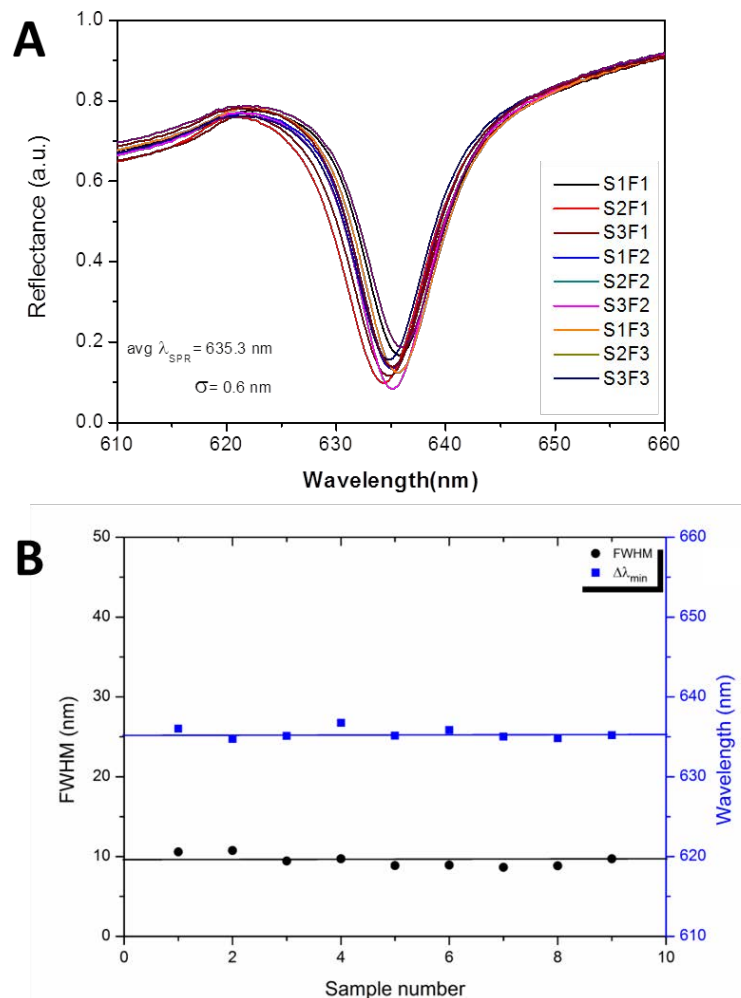 A
1.0
0.8
0.6
0.4
0.2
0.0
Reflectance (a.u.)
S1F1
S2F1
S3F1
S1F2
S2F2
S3F2
S1F3
S2F3
S3F3
avg λSPR = 635.3 nm
σ= 0.6 nm
610 620 630 640 650 660
Wavelength(nm)
B
50
40
30
20
10
0
FWHM (nm)
FWHM
Δλmin
660
650
640
630
620
610
Wavelength (nm)
0 2 4 6 8 10
Sample number